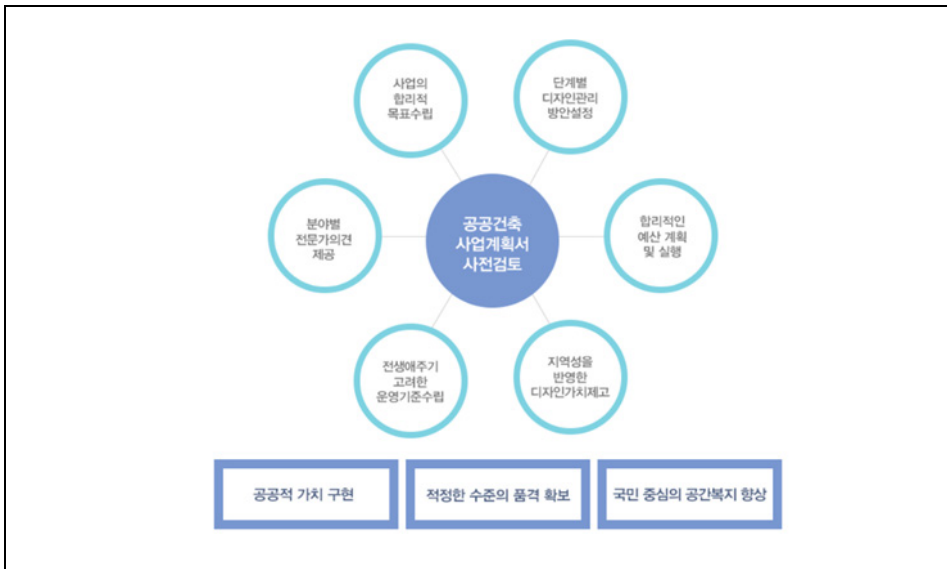 사업의
합리적
목표수립
단계별
디자인관리
방안설정
분야별
전문가의견
제공
공공건축
사업계획서
사전검토
합리적인
예산 계획
및 실행
전생애주기
고려한
운영기준수립
지역성을
반영한
디자인가치제고
공공적 가치 구현
적정한 수준의 품격 확보
국민 중심의 공간복지 향상